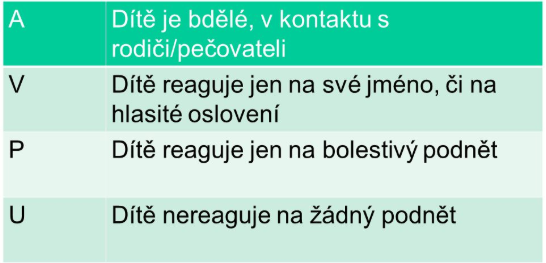 A Dítě je bdělé, v kontaktu s
rodiči/pečovateli
V Dítě reaguje jen na své jméno, či na
hlasité oslovení
P Dítě reaguje jen na bolestivý podnět
U Dítě nereaguje na žádný podnět